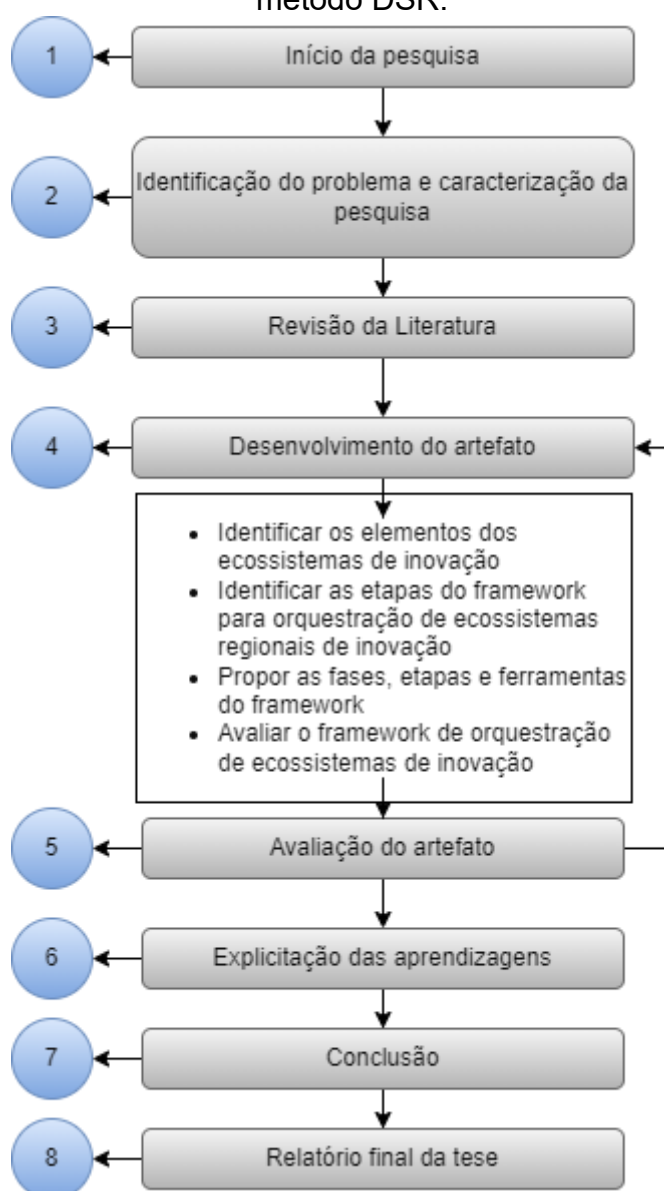 método DSR.
1
Início da pesquisa
2
Identificação do problema e caracterização da
pesquisa
3
Revisão da Literatura
4
Desenvolvimento do artefato
• Identificar os elementos dos
ecossistemas de inovação
• Identificar as etapas do framework
para orquestração de ecossistemas
regionais de inovação
• Propor as fases, etapas e ferramentas
do framework
• Avaliar o framework de orquestração
de ecossistemas de inovação
5
Avaliação do artefato
6
Explicitação das aprendizagens
7
Conclusão
8
Relatório final da tese